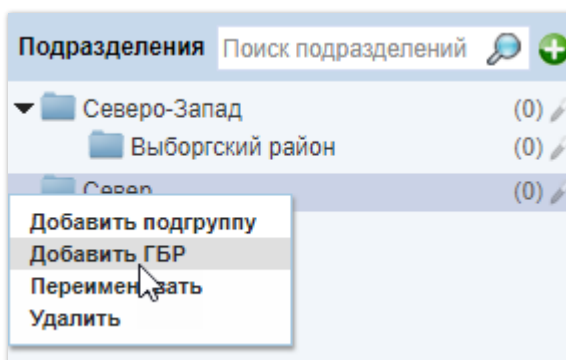 Подразделения Поиск подразделений
Северо-Запад (0)
Выборгский район (0)
Север (0)
Добавить подгруппу
Добавить ГБР
Переименовать
Удалить